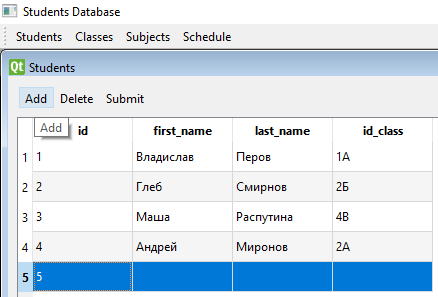 Students Database
Students Classes Subjects Schedule
Qt Students
Add Delete Submit
Add
id first_name last_name id_class
1 1 Владислав Перов 1А
2 2 Глеб Смирнов 2Б
3 3 Маша Распутина 4В
4 4 Андрей Миронов 2А
5 5